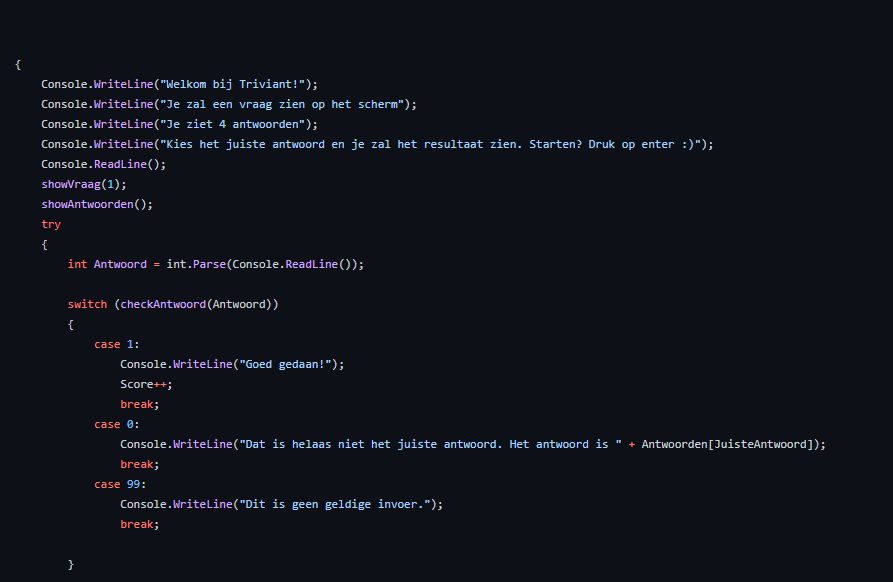 {
    Console.WriteLine("Welkom bij Triviant!");
    Console.WriteLine("Je zal een vraag zien op het scherm");
    Console.WriteLine("Je ziet 4 antwoorden");
    Console.WriteLine("Kies het juiste antwoord en je zal het resultaat zien. Starten? Druk op enter :)");
    Console.ReadLine();
    showVraag(1);
    showAntwoorden();
    try
    {
        int Antwoord = int.Parse(Console.ReadLine());

        switch (checkAntwoord(Antwoord))
        {
            case 1:
                Console.WriteLine("Goed gedaan!");
                Score++;
                break;
            case 0:
                Console.WriteLine("Dat is helaas niet het juiste antwoord. Het antwoord is " + Antwoorden[JuisteAntwoord]);
                break;
            case 99:
                Console.WriteLine("Dit is geen geldige invoer.");
                break;

        }